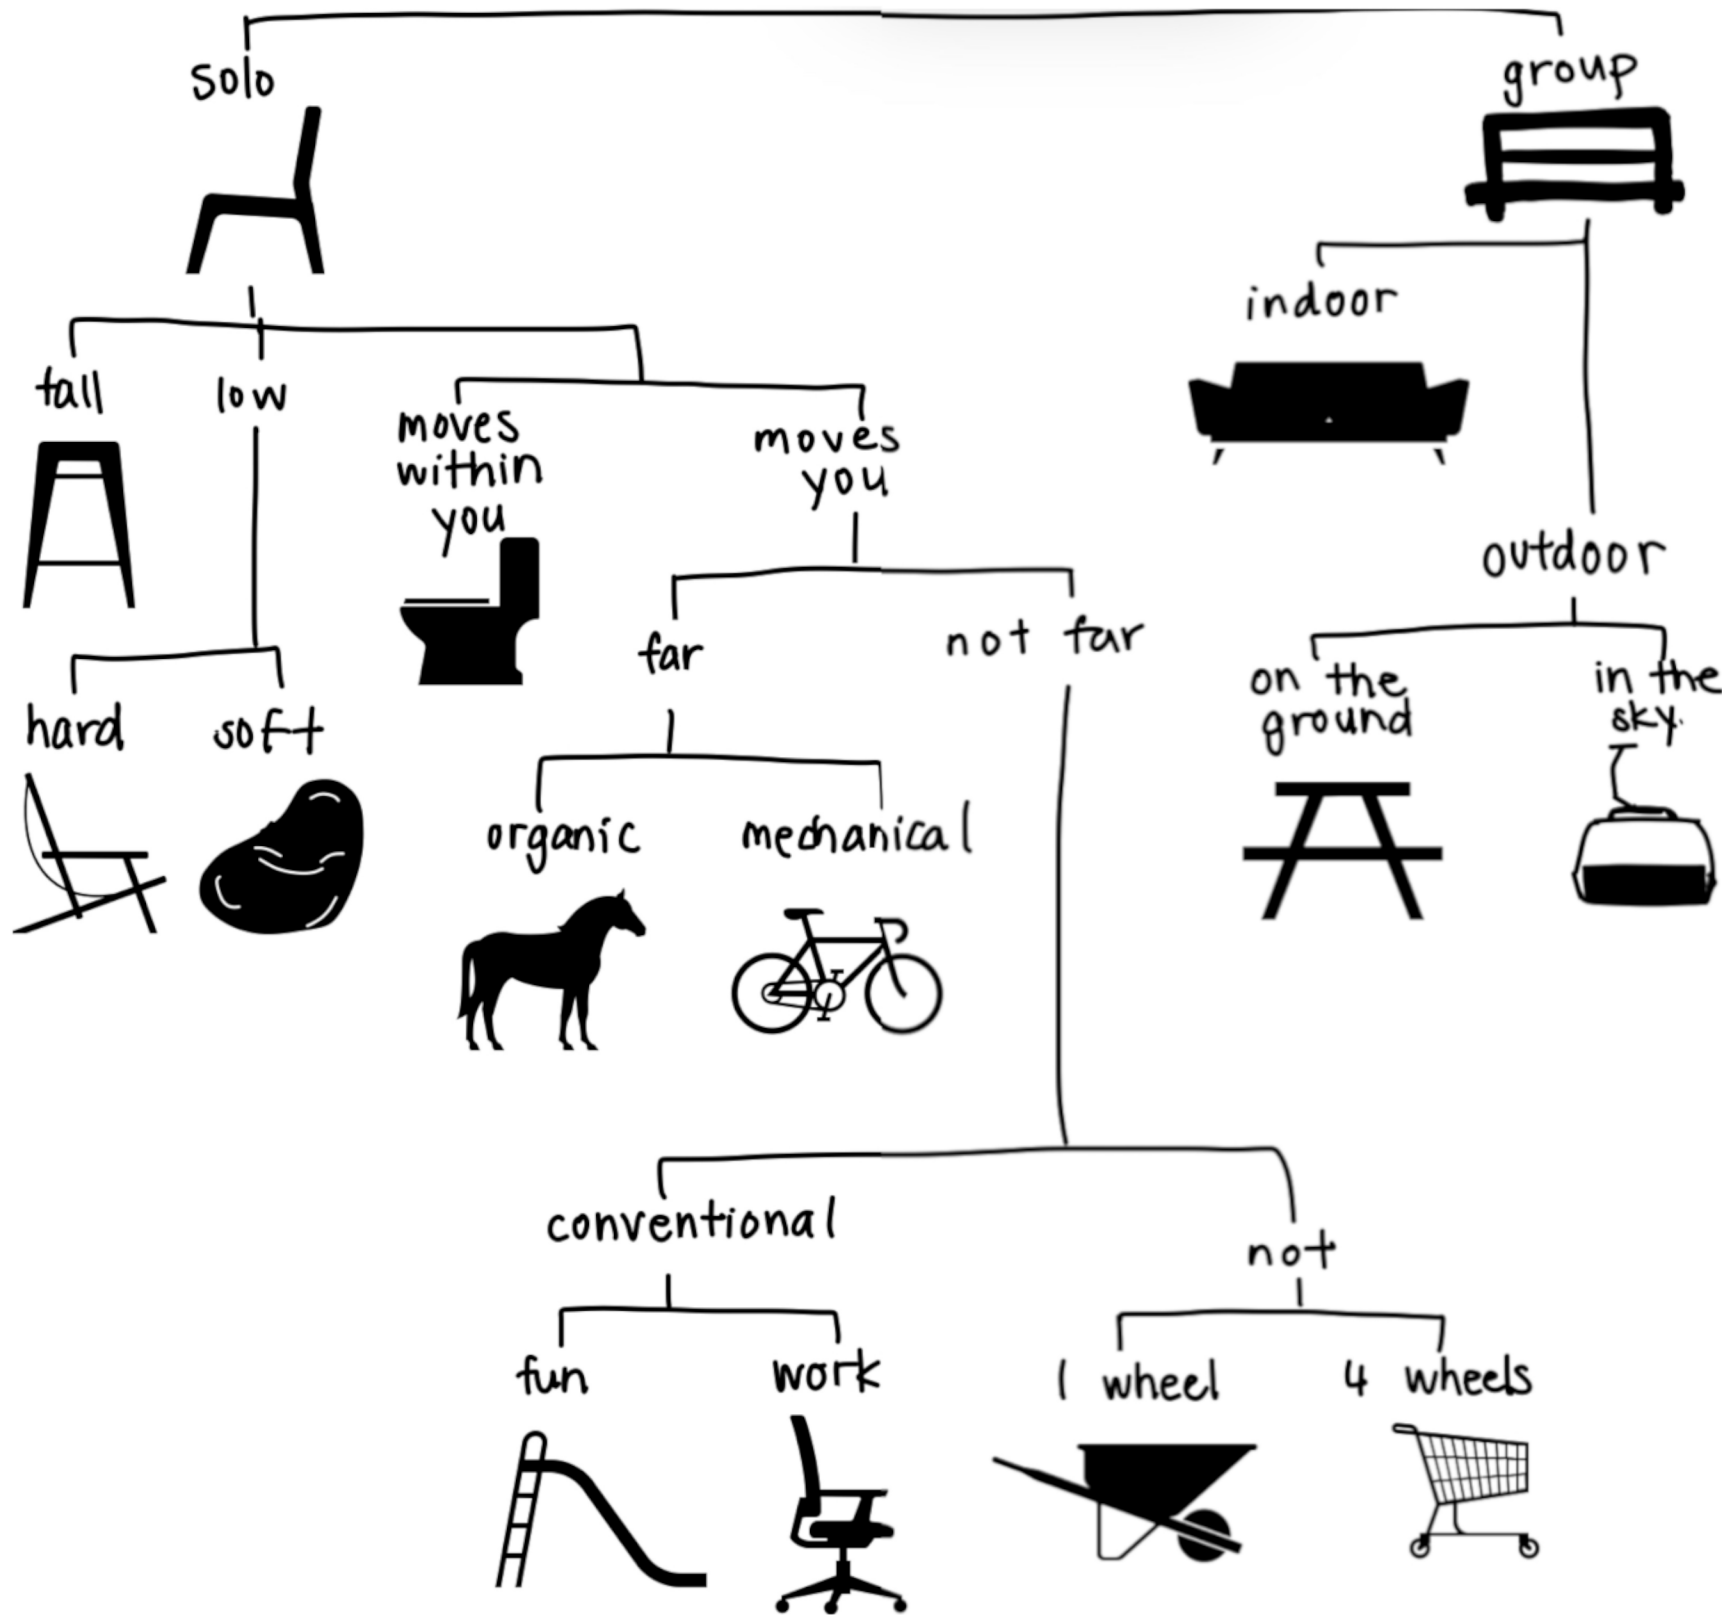 solo
group
indoor
tall
low
moves
within
you
moves
you
outdoor
far
not far
on the
ground
in the
sky.
hard
soft
organic
mechanical
conventional
not
fun
work
1 wheel
4 wheels